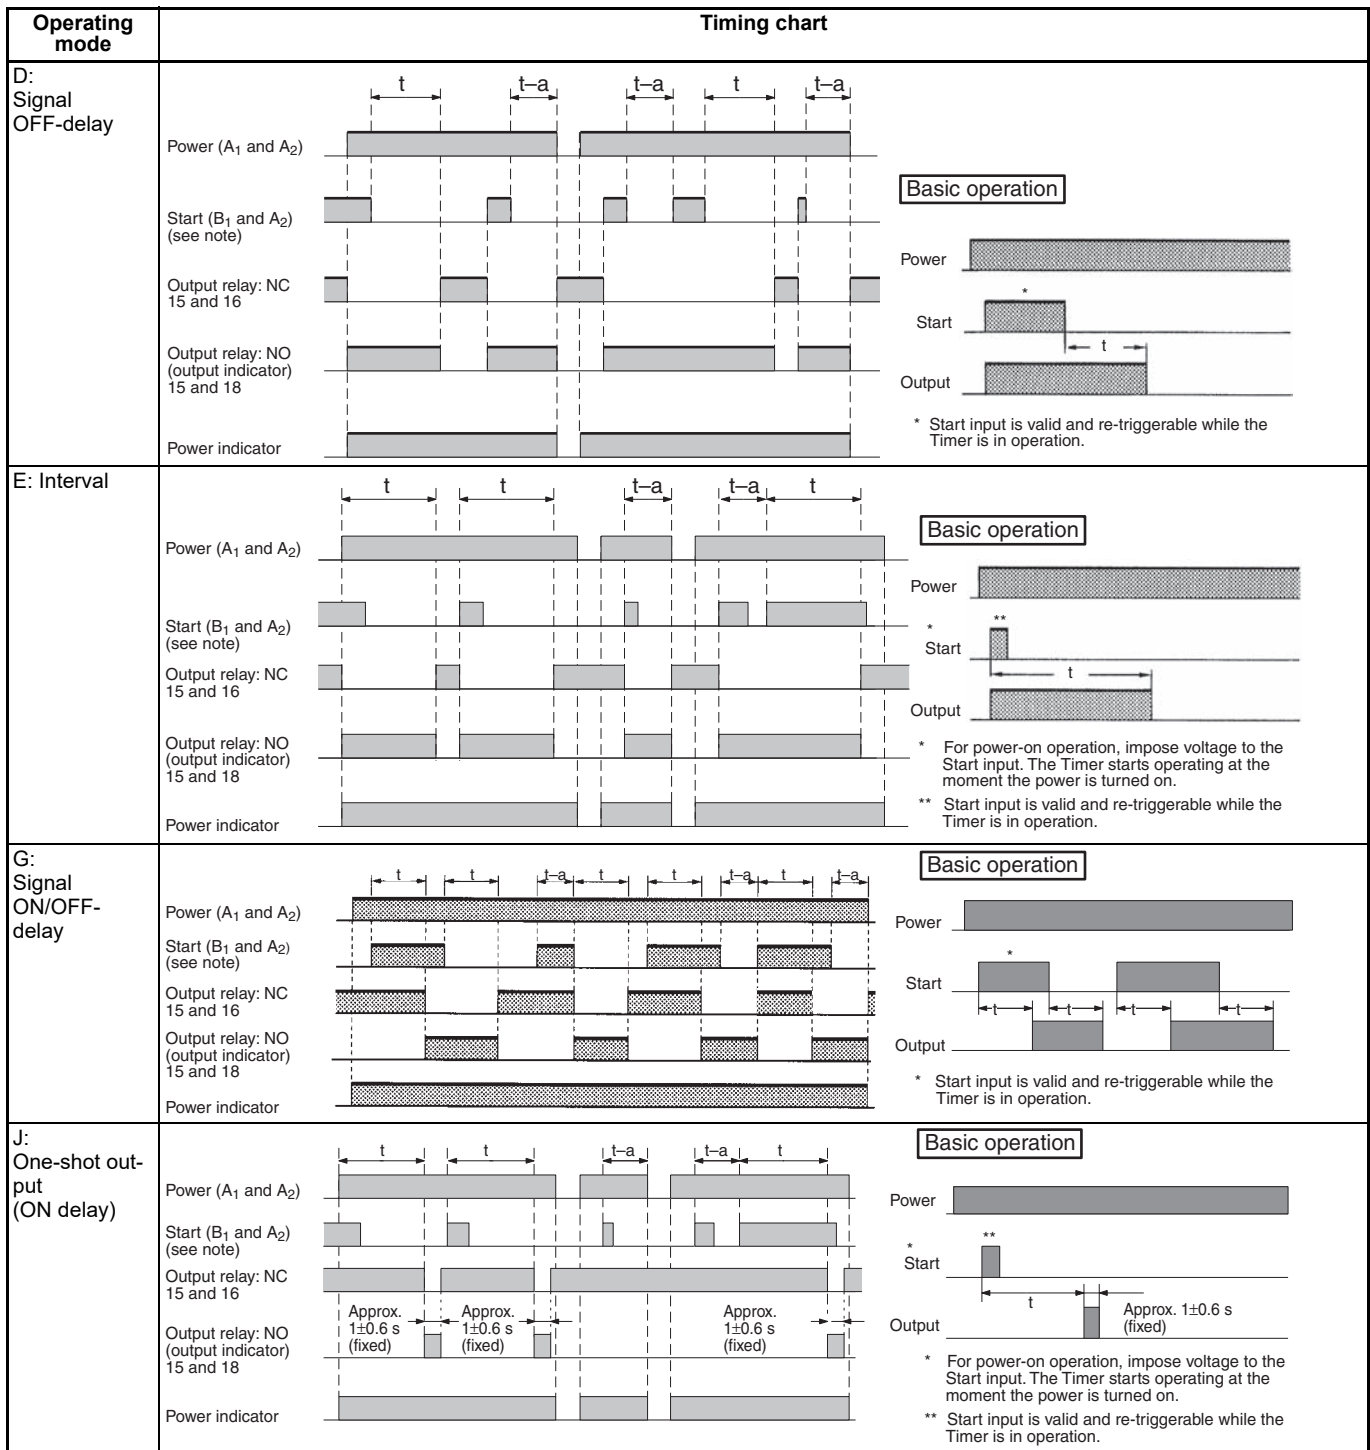 Operating mode
Timing chart
D:
Signal
OFF-delay
t
t–a
t–a
t
t–a
Power (A1 and A2)
Start (B1 and A2)
(see note)
Output relay: NC
15 and 16
Output relay: NO
(output indicator)
15 and 18
Power indicator
Basic operation
Power
*
Start
t
Output
* Start input is valid and re-triggerable while the
Timer is in operation.
E: Interval
t
t
t–a
t–a
t
Power (A1 and A2)
Start (B1 and A2)
(see note)
Output relay: NC
15 and 16
Output relay: NO
(output indicator)
15 and 18
Power indicator
Basic operation
Power
**
*
Start
t
Output
* For power-on operation, impose voltage to the
Start input. The Timer starts operating at the
moment the power is turned on.
** Start input is valid and re-triggerable while the
Timer is in operation.
G:
Signal
ON/OFF-
delay
t
t
t–a
t
t
t–a
t
t–a
Power (A1 and A2)
Start (B1 and A2)
(see note)
Output relay: NC
15 and 16
Output relay: NO
(output indicator)
15 and 18
Power indicator
Basic operation
Power
*
Start
t
t
t
t
Output
* Start input is valid and re-triggerable while the
Timer is in operation.
J:
One-shot out-
put
(ON delay)
t
t
t–a
t–a
t
Power (A1 and A2)
Start (B1 and A2)
(see note)
Output relay: NC
15 and 16
Approx.
1±0.6 s
(fixed)
Approx.
1±0.6 s
(fixed)
Approx.
1±0.6 s
(fixed)
Output relay: NO
(output indicator)
15 and 18
Power indicator
Basic operation
Power
**
*
Start
t
Approx. 1±0.6 s
(fixed)
Output
* For power-on operation, impose voltage to the
Start input. The Timer starts operating at the
moment the power is turned on.
** Start input is valid and re-triggerable while the
Timer is in operation.